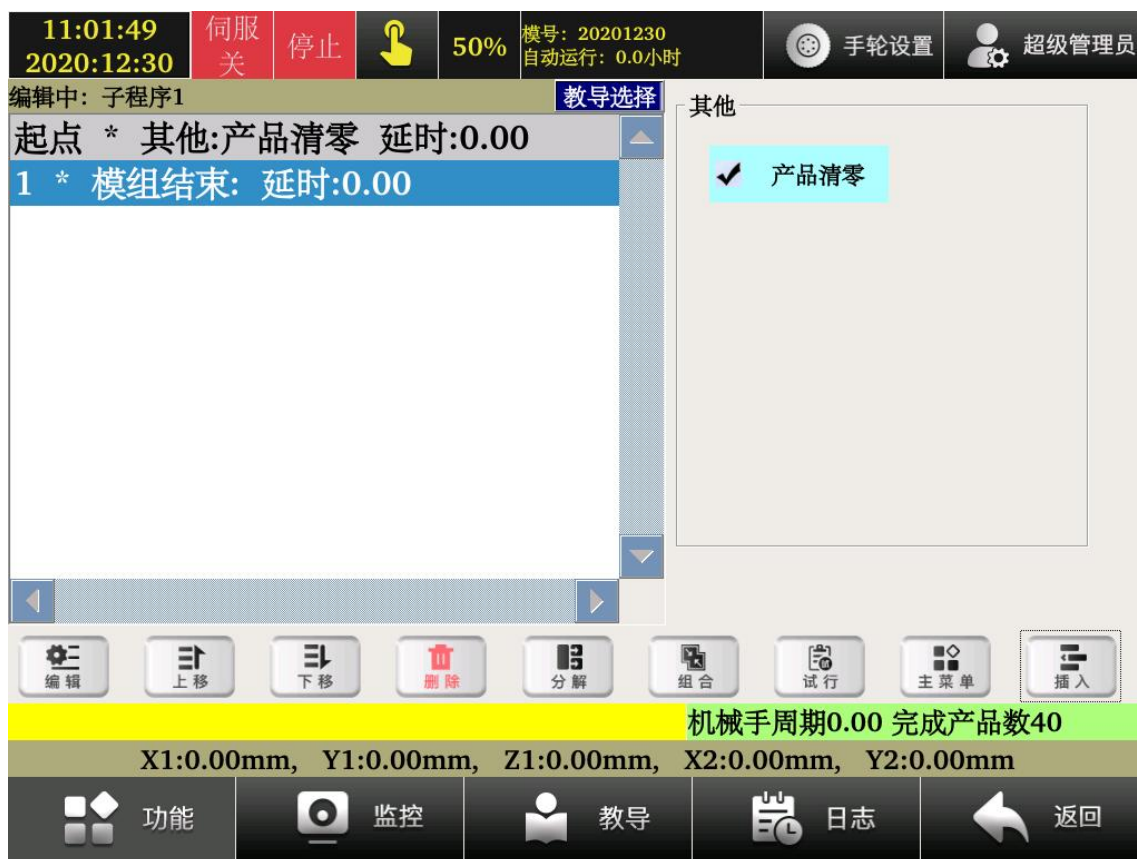 11:01:49
2020:12:30
伺服
关
停止
50%
模号: 20201230
自动运行: 0.0小时
手轮设置
超级管理员
编辑中: 子程序1
教导选择
起点 * 其他:产品清零 延时:0.00
1 * 模组结束: 延时:0.00
其他
产品清零
编辑
上移
下移
删除
分解
组合
试行
主菜单
插入
机械手周期0.00 完成产品数40
X1:0.00mm, Y1:0.00mm, Z1:0.00mm, X2:0.00mm, Y2:0.00mm
功能
监控
教导
日志
返回